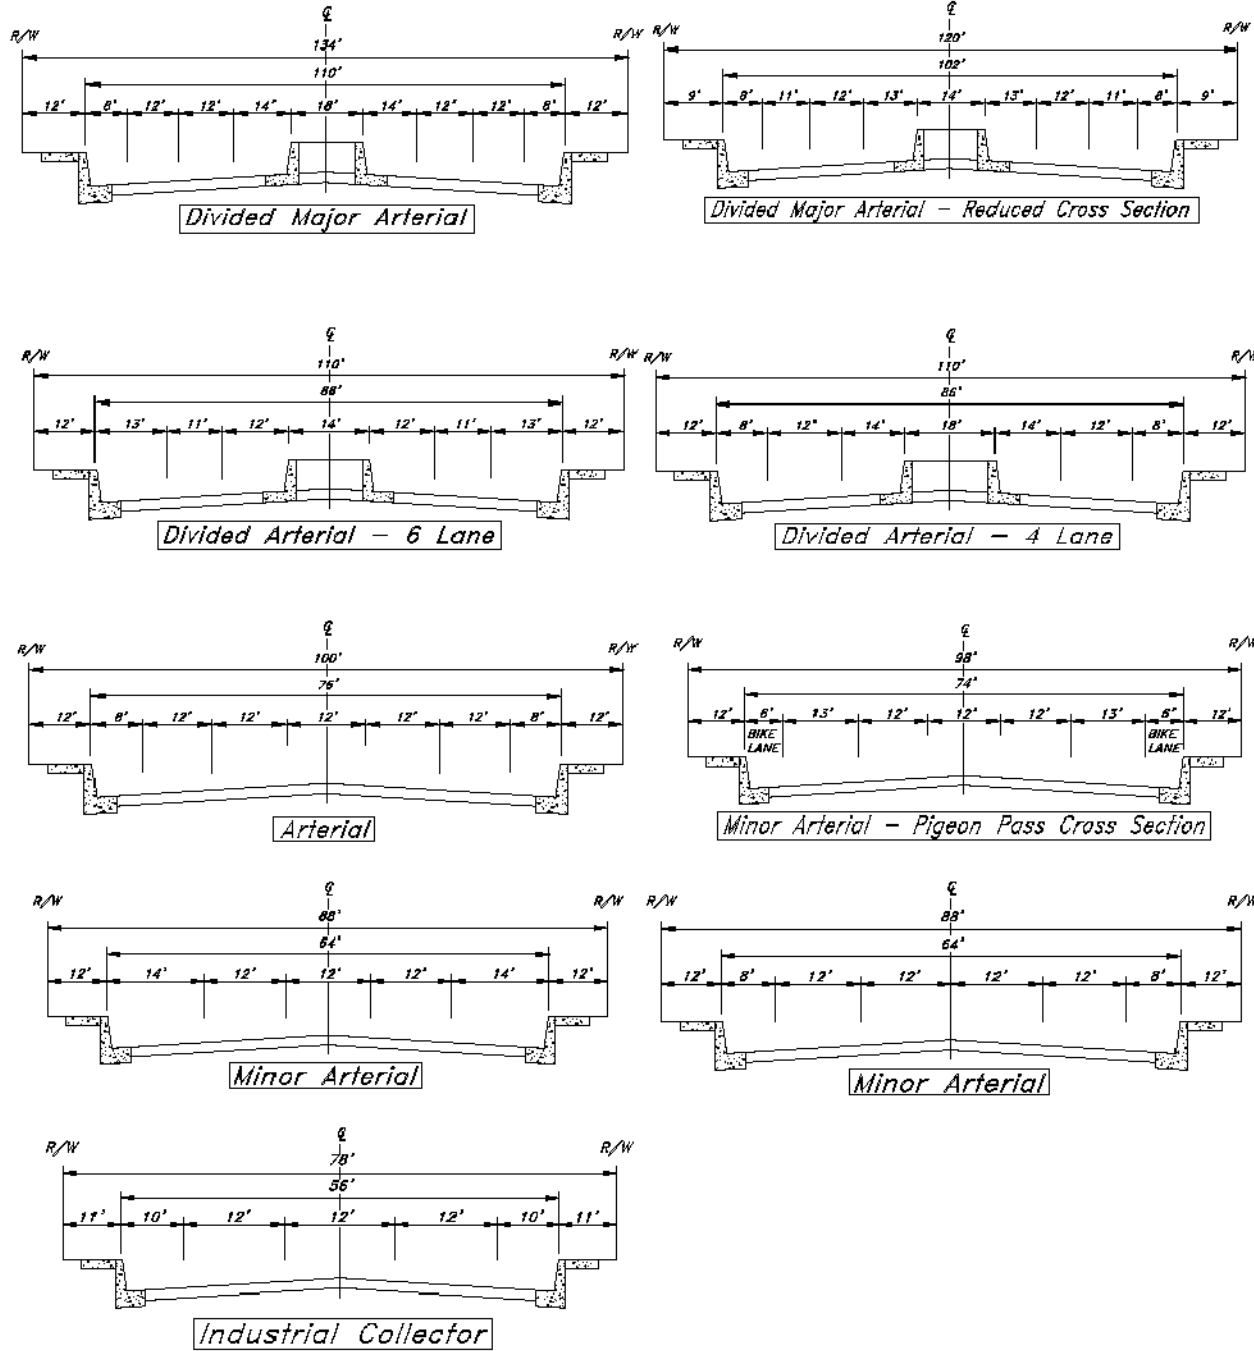 ℄ ℄
R/W R/W R/W R/W
134' 120'
110' 102'
12' 8' 12' 12' 14' 18' 14' 12' 12' 8' 12' 9' 8' 11' 12' 13' 14' 13' 12' 11' 8' 9'
Divided Major Arterial Divided Major Arterial - Reduced Cross Section
℄ ℄
R/W R/W R/W R/W
110' 110'
86' 86'
12' 13' 11' 12' 14' 12' 11' 13' 12' 12' 8' 12' 14' 18' 14' 12' 8' 12'
Divided Arterial - 6 Lane Divided Arterial - 4 Lane
℄ ℄
R/W R/W R/W R/W
100' 98'
76' 74'
12' 8' 12' 12' 12' 12' 12' 8' 12' 12' 6' 13' 12' 12' 12' 13' 6' 12'
BIKE BIKE
LANE LANE
Arterial Minor Arterial - Pigeon Pass Cross Section
℄ ℄
R/W R/W R/W R/W
88' 88'
64' 64'
12' 14' 12' 12' 12' 14' 12' 12' 8' 12' 12' 12' 12' 8' 12'
Minor Arterial Minor Arterial
℄
R/W R/W
78'
56'
11' 10' 12' 12' 12' 10' 11'
Industrial Collector